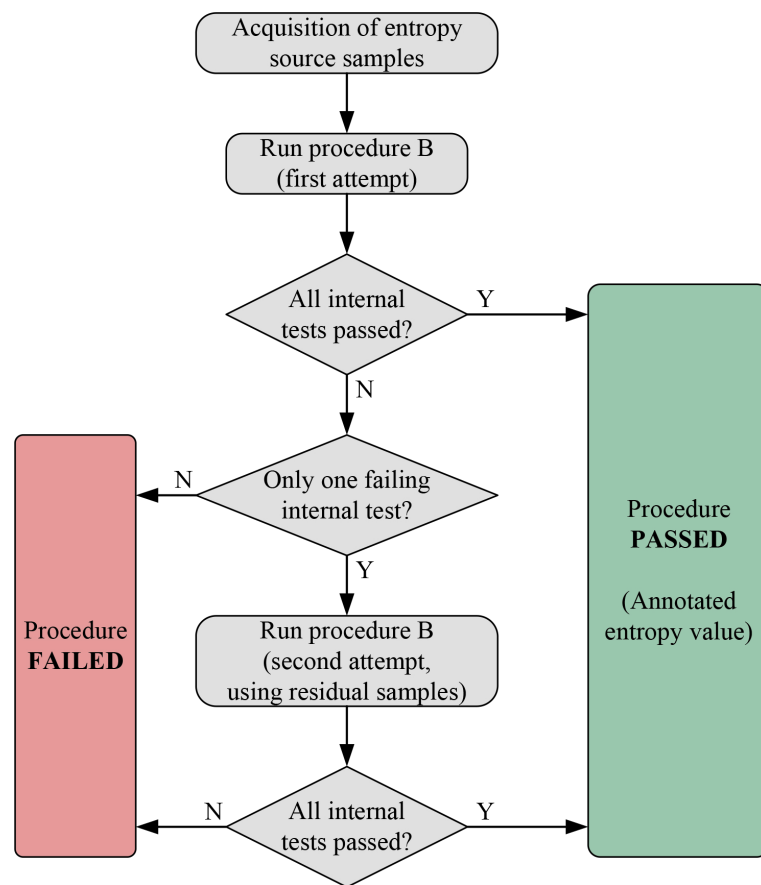 Acquisition of entropy
source samples
Run procedure B
(first attempt)
All internal
tests passed?
Y
N
Only one failing
internal test?
N
Y
Procedure
FAILED
Procedure
PASSED
(Annotated
entropy value)
Run procedure B
(second attempt,
using residual samples)
All internal
tests passed?
N
Y